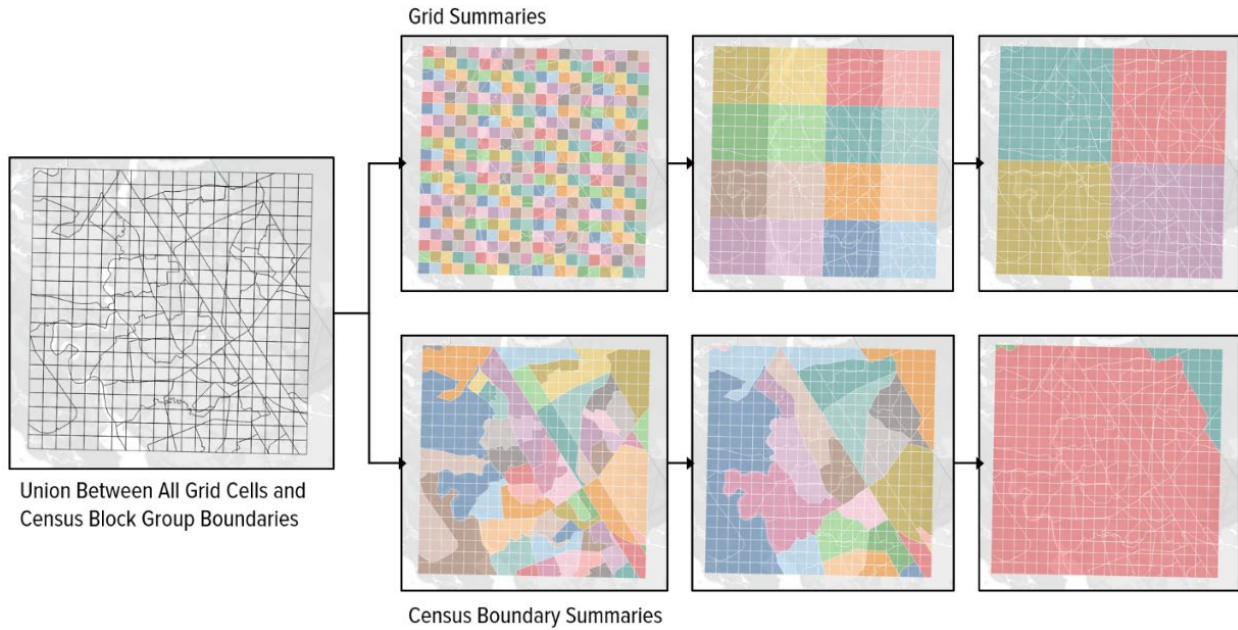 Grid Summaries
Union Between All Grid Cells and
Census Block Group Boundaries
Census Boundary Summaries